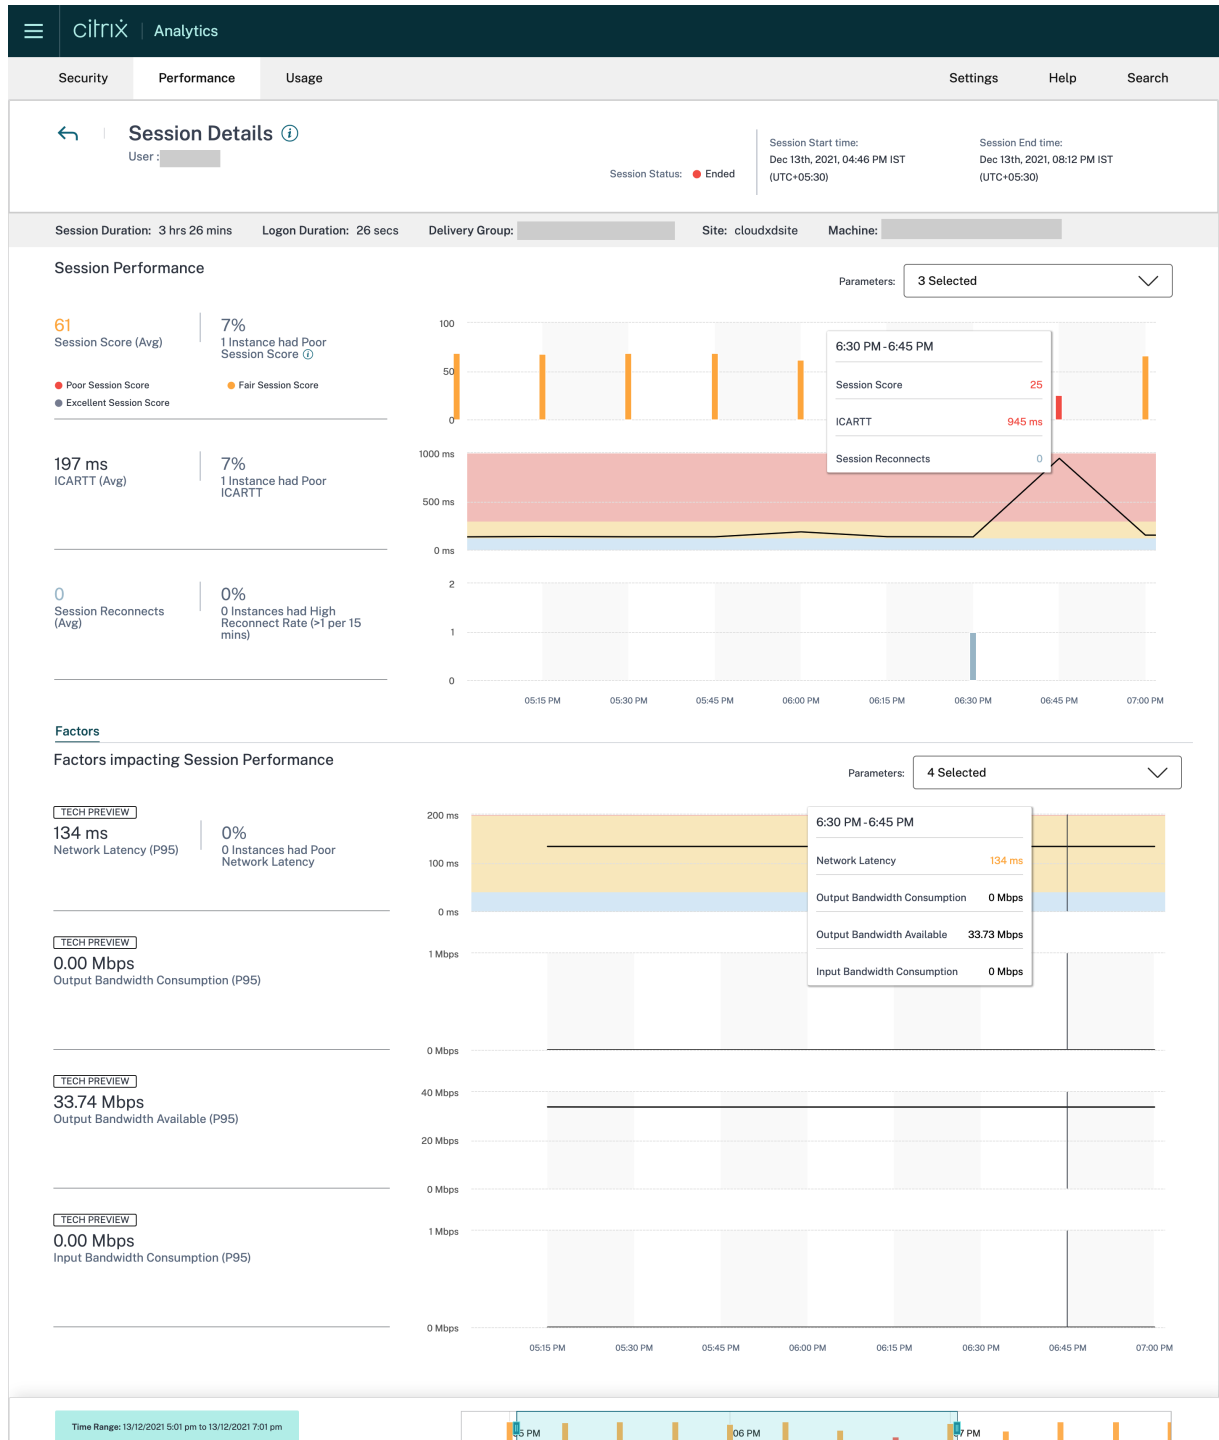 citrix Analytics
Security Performance Usage Settings Help Search
Session Details
User :
Session Status: Ended
Session Start time:
Dec 13th, 2021, 04:46 PM IST
(UTC+05:30)
Session End time:
Dec 13th, 2021, 08:12 PM IST
(UTC+05:30)
Session Duration: 3 hrs 26 mins Logon Duration: 26 secs Delivery Group: Site: cloudxdsite Machine:
Session Performance
Parameters: 3 Selected
61
Session Score (Avg)
7%
1 Instance had Poor
Session Score
Poor Session Score
Fair Session Score
Excellent Session Score
100
50
0
6:30 PM - 6:45 PM
Session Score 25
ICARTT 945 ms
Session Reconnects 0
197 ms
ICARTT (Avg)
7%
1 Instance had Poor
ICARTT
1000 ms
500 ms
0 ms
0
Session Reconnects
(Avg)
0%
0 Instances had High
Reconnect Rate (>1 per 15
mins)
2
1
0
05:15 PM 05:30 PM 05:45 PM 06:00 PM 06:15 PM 06:30 PM 06:45 PM 07:00 PM
Factors
Factors impacting Session Performance
Parameters: 4 Selected
TECH PREVIEW
134 ms
Network Latency (P95)
0%
0 Instances had Poor
Network Latency
200 ms
100 ms
0 ms
6:30 PM - 6:45 PM
Network Latency 134 ms
Output Bandwidth Consumption 0 Mbps
Output Bandwidth Available 33.73 Mbps
Input Bandwidth Consumption 0 Mbps
TECH PREVIEW
0.00 Mbps
Output Bandwidth Consumption (P95)
1 Mbps
0 Mbps
TECH PREVIEW
33.74 Mbps
Output Bandwidth Available (P95)
40 Mbps
20 Mbps
0 Mbps
TECH PREVIEW
0.00 Mbps
Input Bandwidth Consumption (P95)
1 Mbps
0 Mbps
05:15 PM 05:30 PM 05:45 PM 06:00 PM 06:15 PM 06:30 PM 06:45 PM 07:00 PM
Time Range: 13/12/2021 5:01 pm to 13/12/2021 7:01 pm
PM 06 PM 7 PM